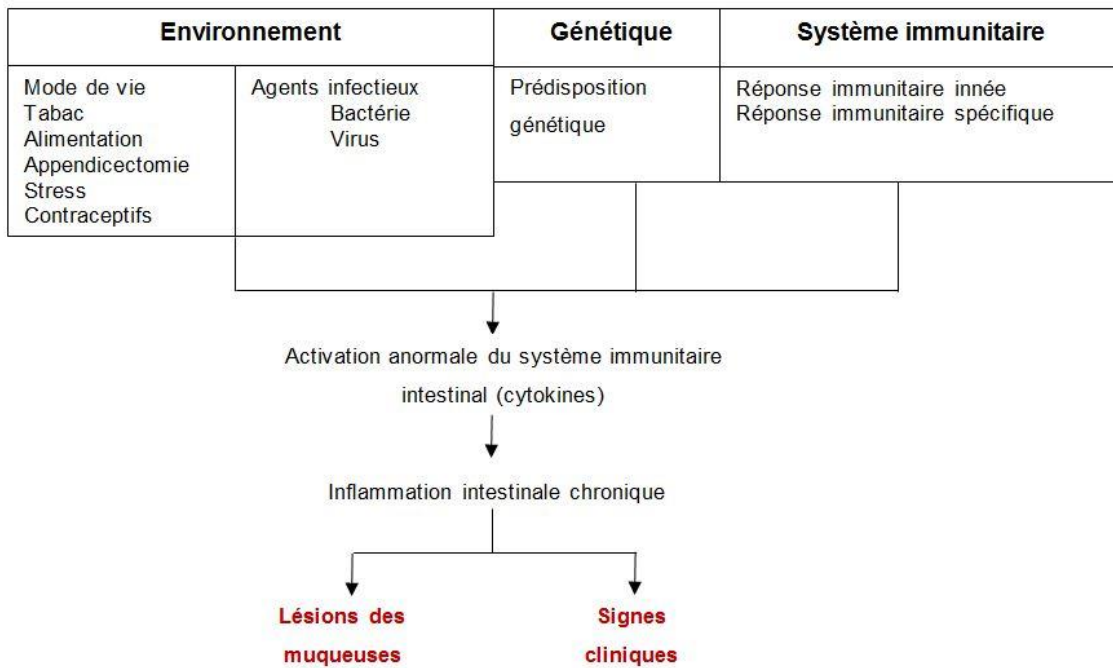 Environnement
Génétique
Système immunitaire
Mode de vie
Tabac
Alimentation
Appendicectomie
Stress
Contraceptifs
Agents infectieux
Bactérie
Virus
Prédisposition
génétique
Réponse immunitaire innée
Réponse immunitaire spécifique
Activation anormale du système immunitaire
intestinal (cytokines)
Inflammation intestinale chronique
Lésions des
muqueuses
Signes
cliniques